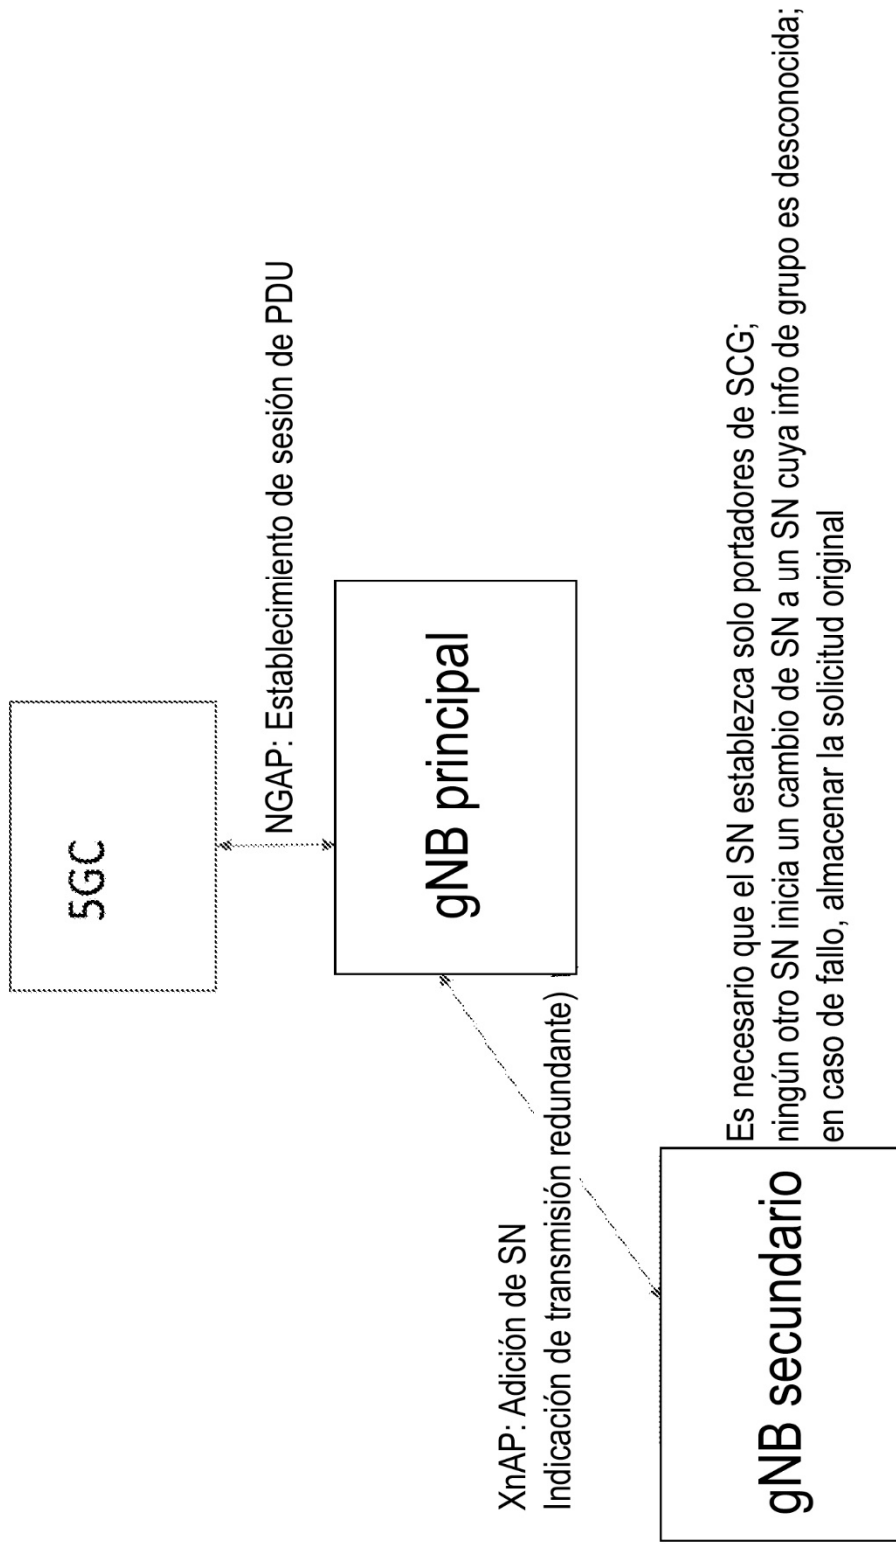 5GC
NGAP: Establecimiento de sesión de PDU
gNB principal
XnAP: Adición de SN
Indicación de transmisión redundante)
gNB secundario
Es necesario que el SN establezca solo portadores de SCG;
ningún otro SN inicia un cambio de SN a un SN cuya info de grupo es desconocida;
en caso de fallo, almacenar la solicitud original